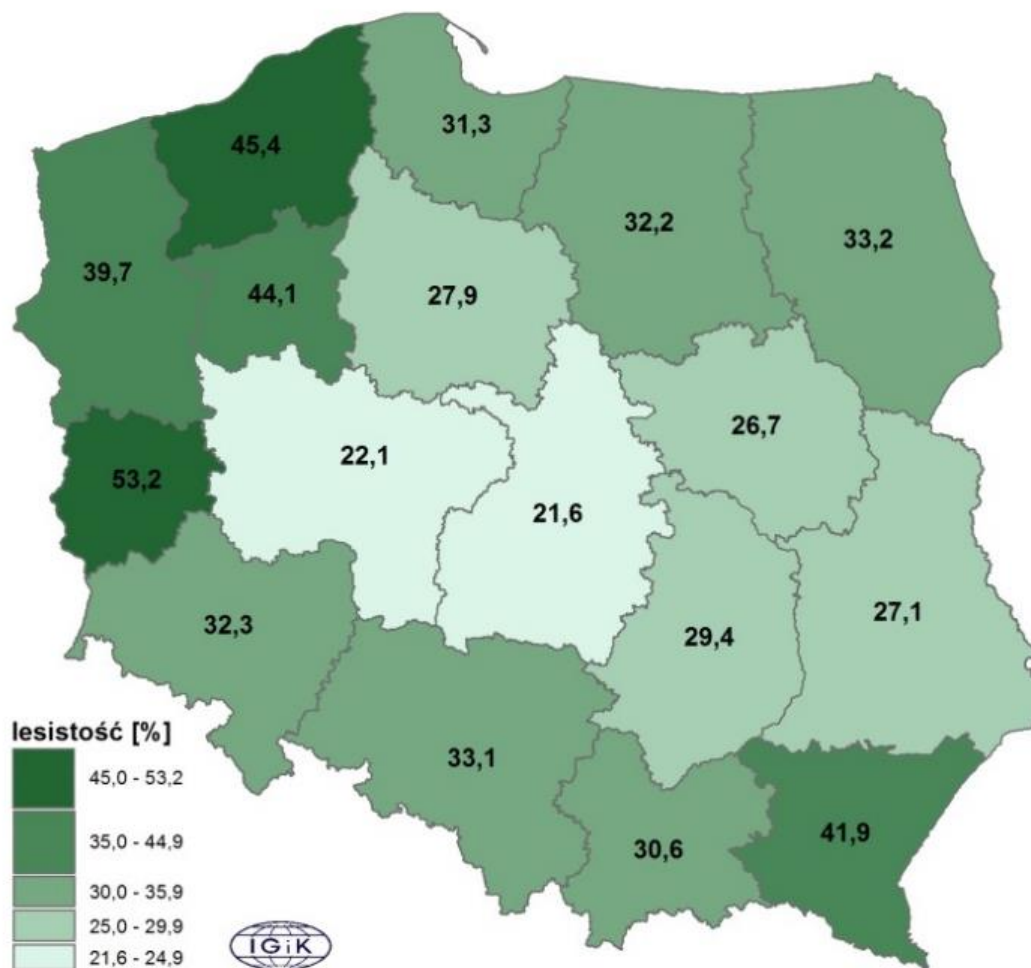 31,3
45,4
32,2
33,2
39,7
44,1
27,9
26,7
22,1
53,2
21,6
27,1
32,3
29,4
33,1
30,6
41,9
lesistość [%]
45,0 - 53,2
35,0 - 44,9
30,0 - 35,9
25,0 - 29,9
21,6 - 24,9
IGiK